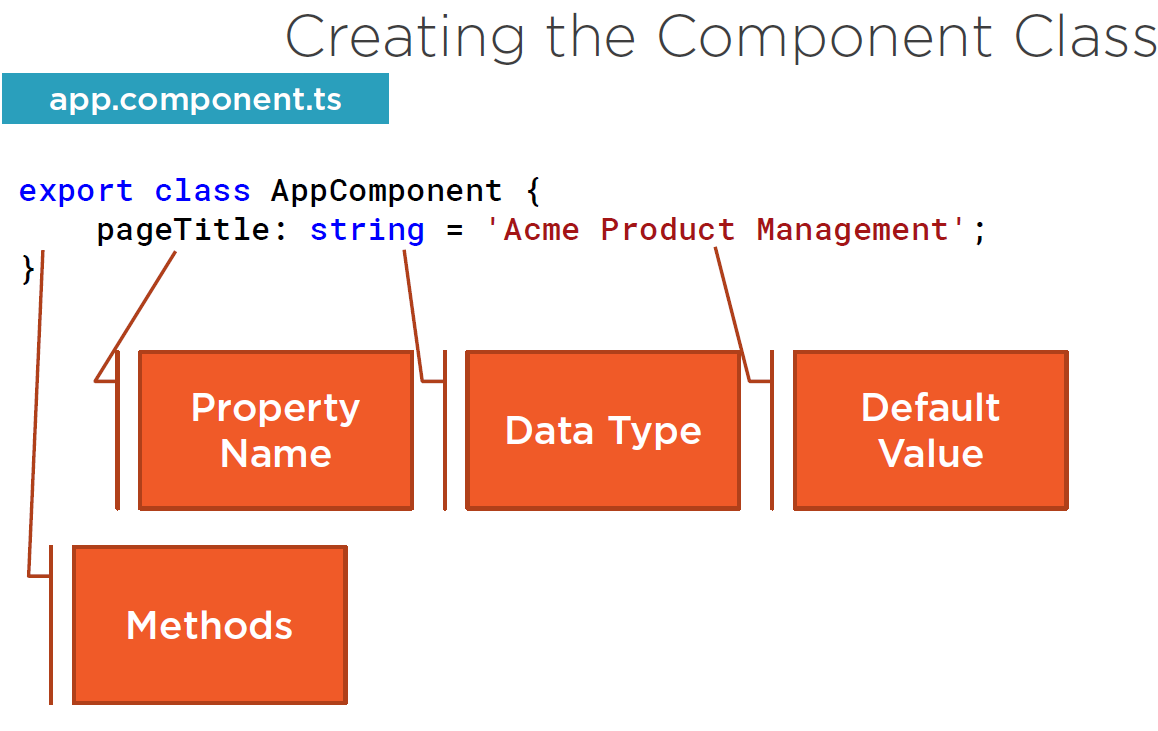 Creating the Component Class
app.component.ts
export class AppComponent {
    pageTitle: string = 'Acme Product Management';
}
Property
Name
Data Type
Default
Value
Methods